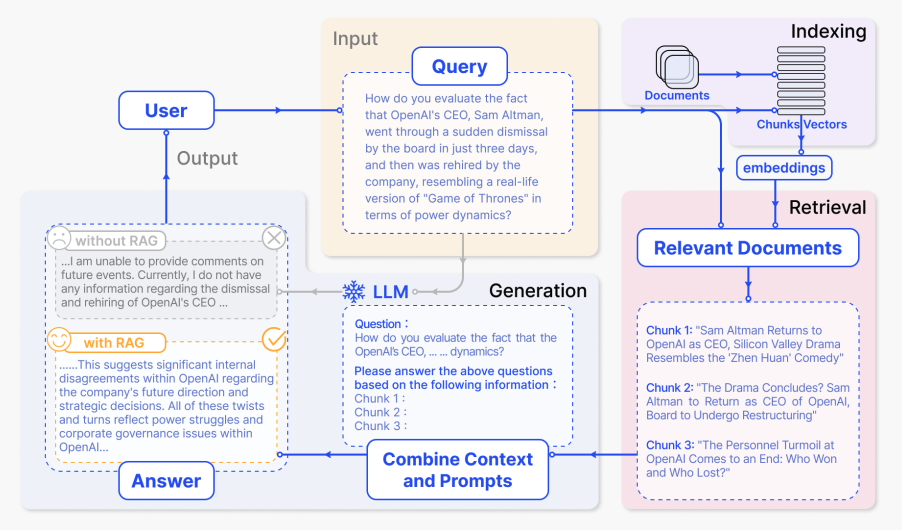 Input
Query
How do you evaluate the fact
that OpenAI's CEO, Sam Altman,
went through a sudden dismissal
by the board in just three days,
and then was rehired by the
company, resembling a real-life
version of "Game of Thrones" in
terms of power dynamics?
Indexing
Documents
Chunks Vectors
embeddings
User
Output
Retrieval
Relevant Documents
Chunk 1: "Sam Altman Returns to
OpenAI as CEO, Silicon Valley Drama
Resembles the 'Zhen Huan' Comedy"
Chunk 2: "The Drama Concludes? Sam
Altman to Return as CEO of OpenAI,
Board to Undergo Restructuring"
Chunk 3: "The Personnel Turmoil at
OpenAI Comes to an End: Who Won
and Who Lost?"
without RAG
...I am unable to provide comments on
future events. Currently, I do not have
any information regarding the dismissal
and rehiring of OpenAI's CEO ...
with RAG
......This suggests significant internal
disagreements within OpenAI regarding
the company's future direction and
strategic decisions. All of these twists
and turns reflect power struggles and
corporate governance issues within
OpenAI...
Answer
LLM
Generation
Question :
How do you evaluate the fact that the
OpenAI's CEO, ... ... dynamics?
Please answer the above questions
based on the following information :
Chunk 1 :
Chunk 2 :
Chunk 3 :
Combine Context
and Prompts